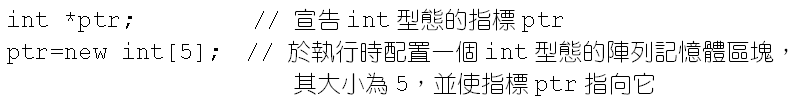 int *ptr; // 宣告 int 型態的指標 ptr
ptr=new int[5]; // 於執行時配置一個 int 型態的陣列記憶體區塊，
其大小為 5，並使指標 ptr 指向它